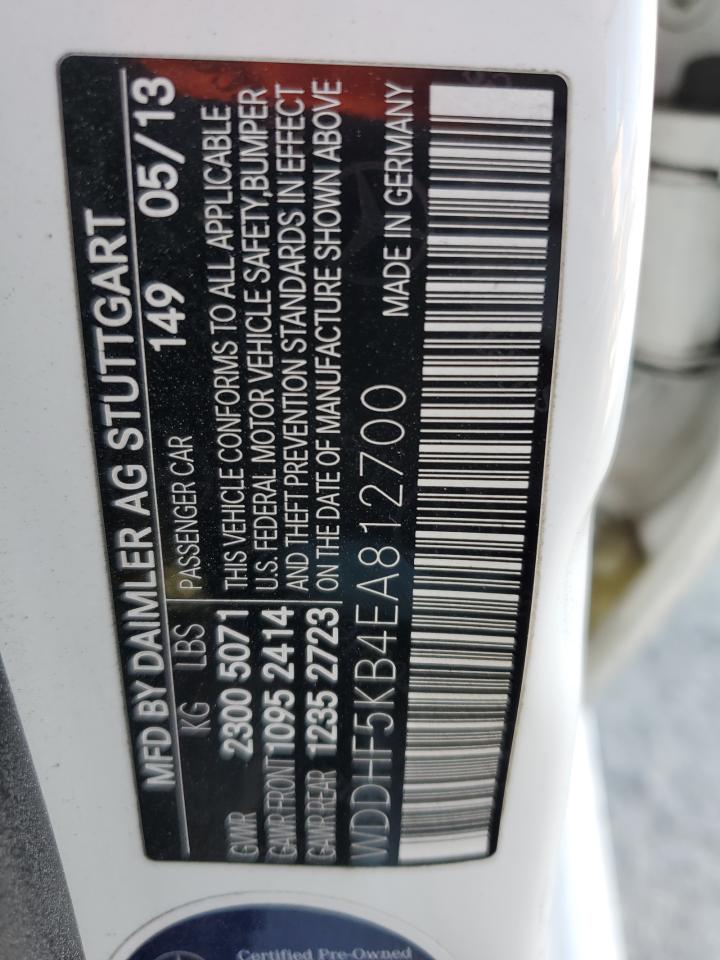 MFD BY DAIMLER AG STUTTGART
149 05/13
KG LBS PASSENGER CAR
GVWR 2300 5071 THIS VEHICLE CONFORMS TO ALL APPLICABLE
GAWR FRONT 1095 2414 U.S. FEDERAL MOTOR VEHICLE SAFETY,BUMPER
GAWR REAR 1235 2723 AND THEFT PREVENTION STANDARDS IN EFFECT
ON THE DATE OF MANUFACTURE SHOWN ABOVE
WDDHF5KB4EA812700 MADE IN GERMANY
Certified Pre-Owned